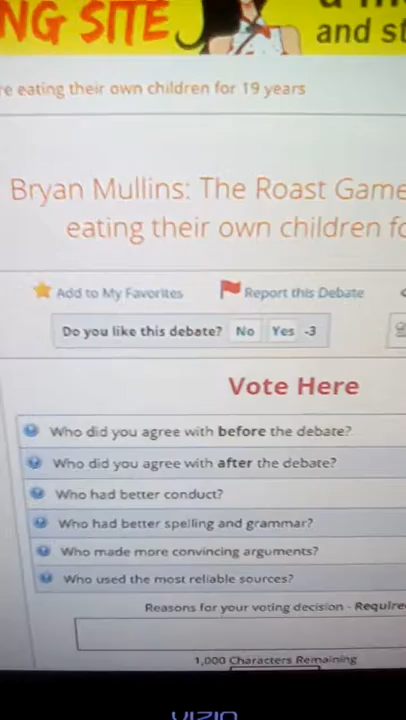 NG SITE
and st
re eating their own children for 19 years
Bryan Mullins: The Roast Game
eating their own children fo
Add to My Favorites Report this Debate
Do you like this debate? No Yes -3
Vote Here
Who did you agree with before the debate?
Who did you agree with after the debate?
Who had better conduct?
Who had better spelling and grammar?
Who made more convincing arguments?
Who used the most reliable sources?
Reasons for your voting decision - Require
1,000 Characters Remaining
VIZIO